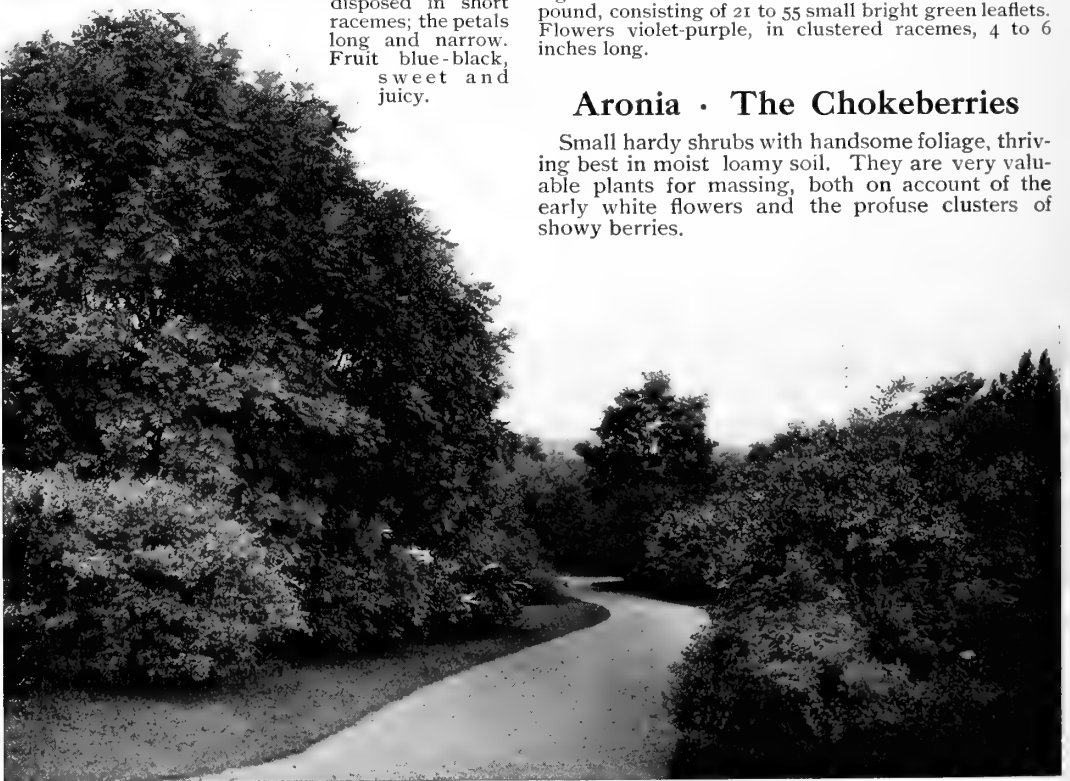 disposed in short
racemes; the petals
long and narrow.
Fruit blue-black,
sweet and
juicy.
pound, consisting of 21 to 55 small bright green leaflets.
Flowers violet-purple, in clustered racemes, 4 to 6
inches long.
Aronia · The Chokeberries
Small hardy shrubs with handsome foliage, thriv-
ing best in moist loamy soil. They are very valu-
able plants for massing, both on account of the
early white flowers and the profuse clusters of
showy berries.